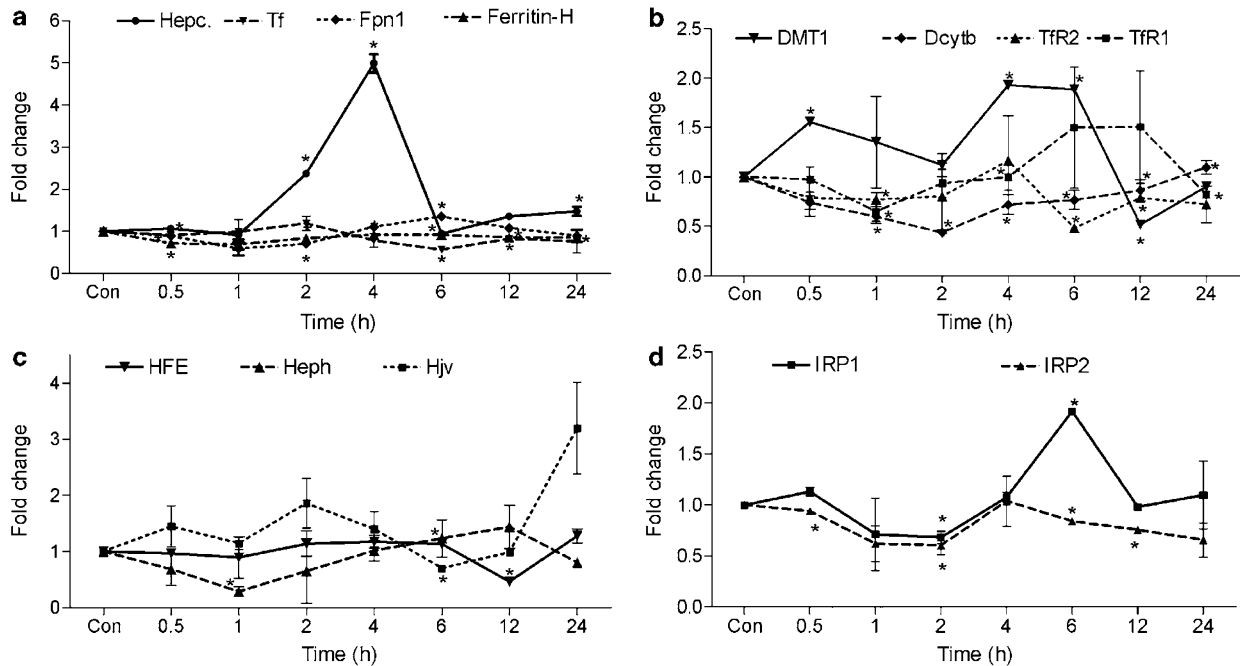 a
Hepc. Tf Fpn1 Ferritin-H
Fold change
6
5
4
3
2
1
0
Con 0.5 1 2 4 6 12 24
Time (h)
b
DMT1 Dcytb TfR2 TfR1
Fold change
2.5
2.0
1.5
1.0
0.5
0.0
Con 0.5 1 2 4 6 12 24
Time (h)
c
HFE Heph Hjv
Fold change
4
3
2
1
0
Con 0.5 1 2 4 6 12 24
Time (h)
d
IRP1 IRP2
Fold change
2.5
2.0
1.5
1.0
0.5
0.0
Con 0.5 1 2 4 6 12 24
Time (h)